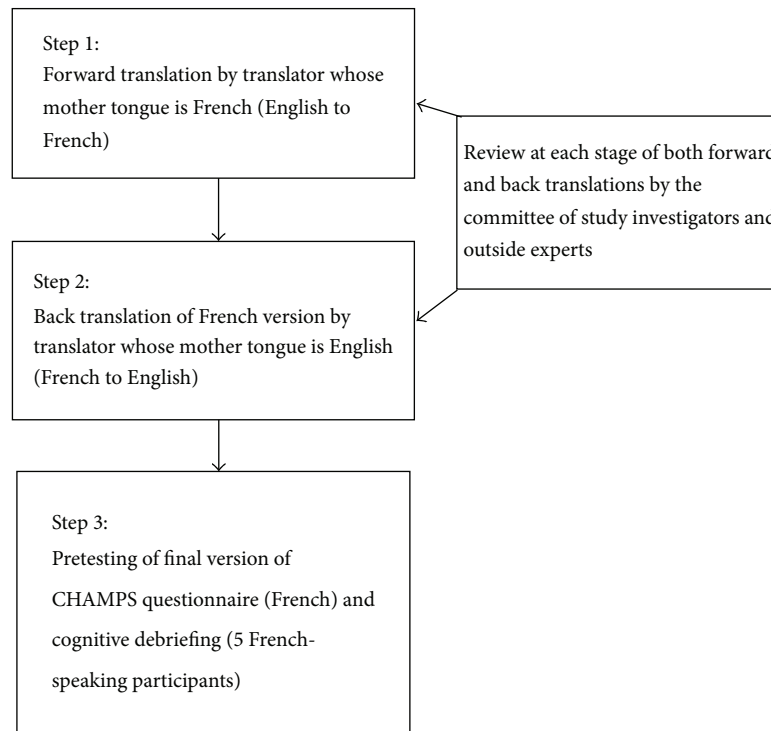 Step 1:
Forward translation by translator whose
mother tongue is French (English to
French)
Review at each stage of both forward
and back translations by the
committee of study investigators and
outside experts
Step 2:
Back translation of French version by
translator whose mother tongue is English
(French to English)
Step 3:
Pretesting of final version of
CHAMPS questionnaire (French) and
cognitive debriefing (5 French-
speaking participants)